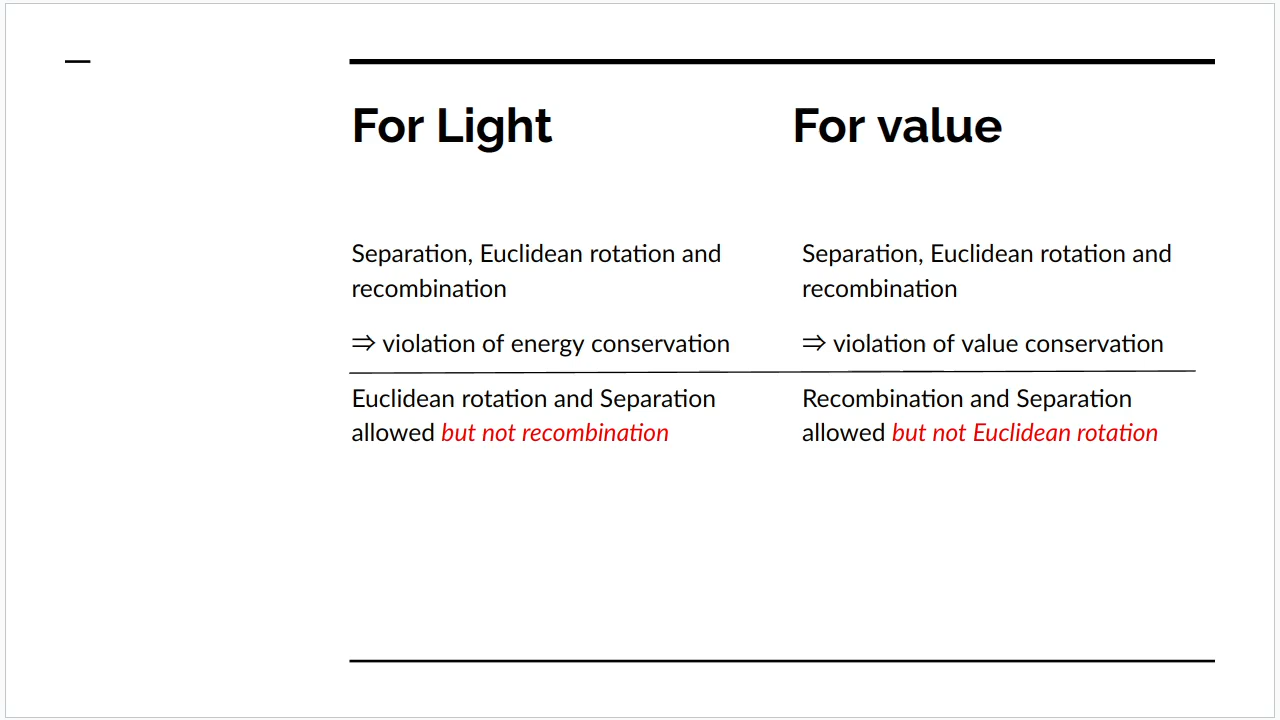 For Light
Separation, Euclidean rotation and
recombination
⇒ violation of energy conservation
Euclidean rotation and Separation
allowed but not recombination
For value
Separation, Euclidean rotation and
recombination
⇒ violation of value conservation
Recombination and Separation
allowed but not Euclidean rotation